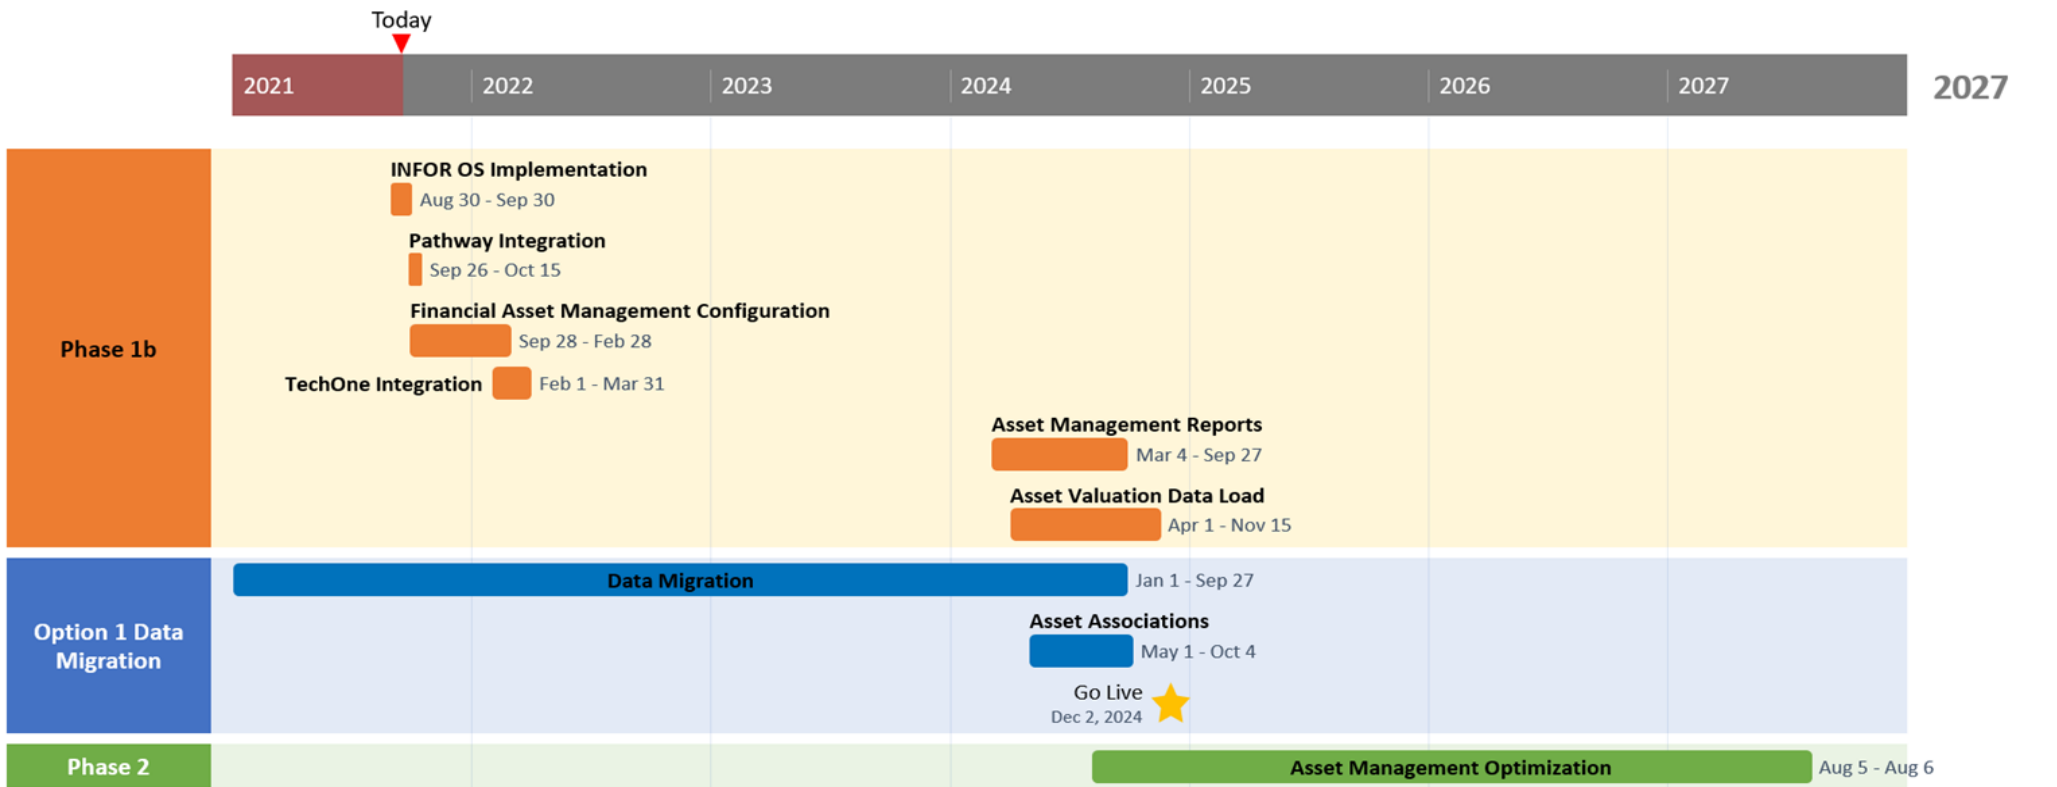 Today
2021
2022
2023
2024
2025
2026
2027
2027
Phase 1b
INFOR OS Implementation
Aug 30 - Sep 30
Pathway Integration
Sep 26 - Oct 15
Financial Asset Management Configuration
Sep 28 - Feb 28
TechOne Integration
Feb 1 - Mar 31
Asset Management Reports
Mar 4 - Sep 27
Asset Valuation Data Load
Apr 1 - Nov 15
Option 1 Data
Migration
Data Migration
Jan 1 - Sep 27
Asset Associations
May 1 - Oct 4
Go Live
Dec 2, 2024
Phase 2
Asset Management Optimization
Aug 5 - Aug 6